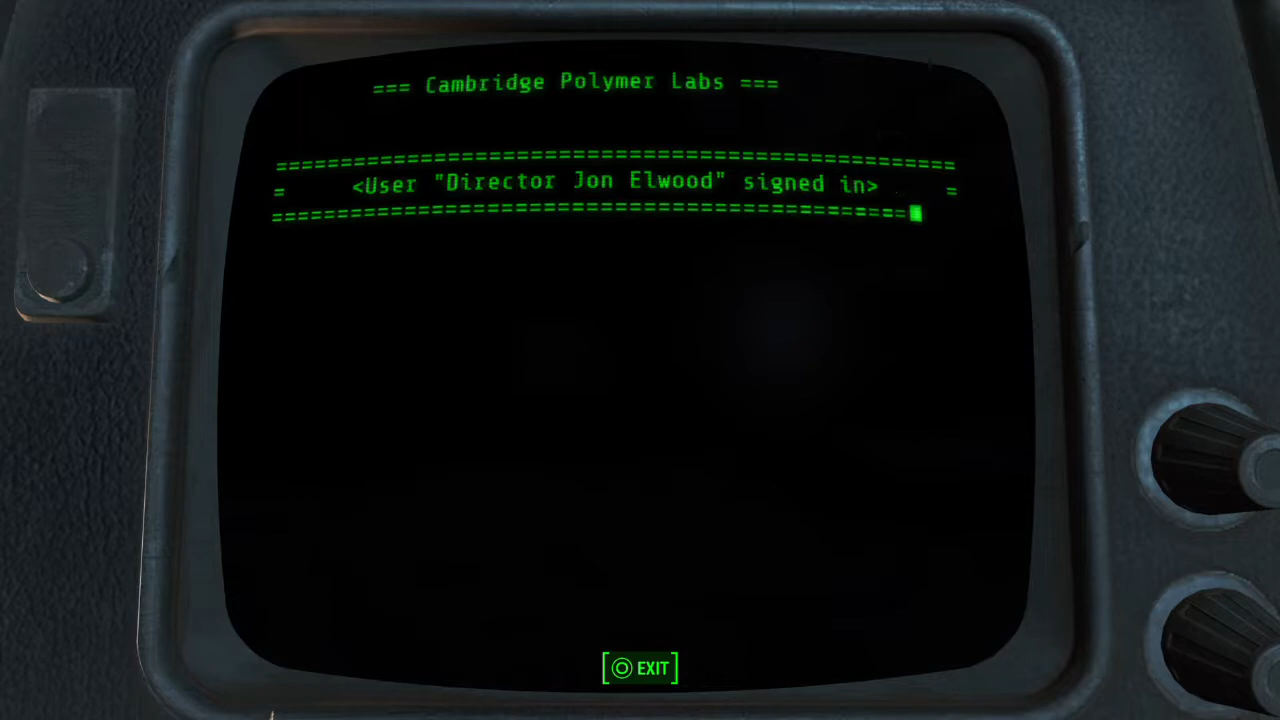 === Cambridge Polymer Labs ===
====================================================
= <User "Director Jon Elwood" signed in> =
=================================================
EXIT